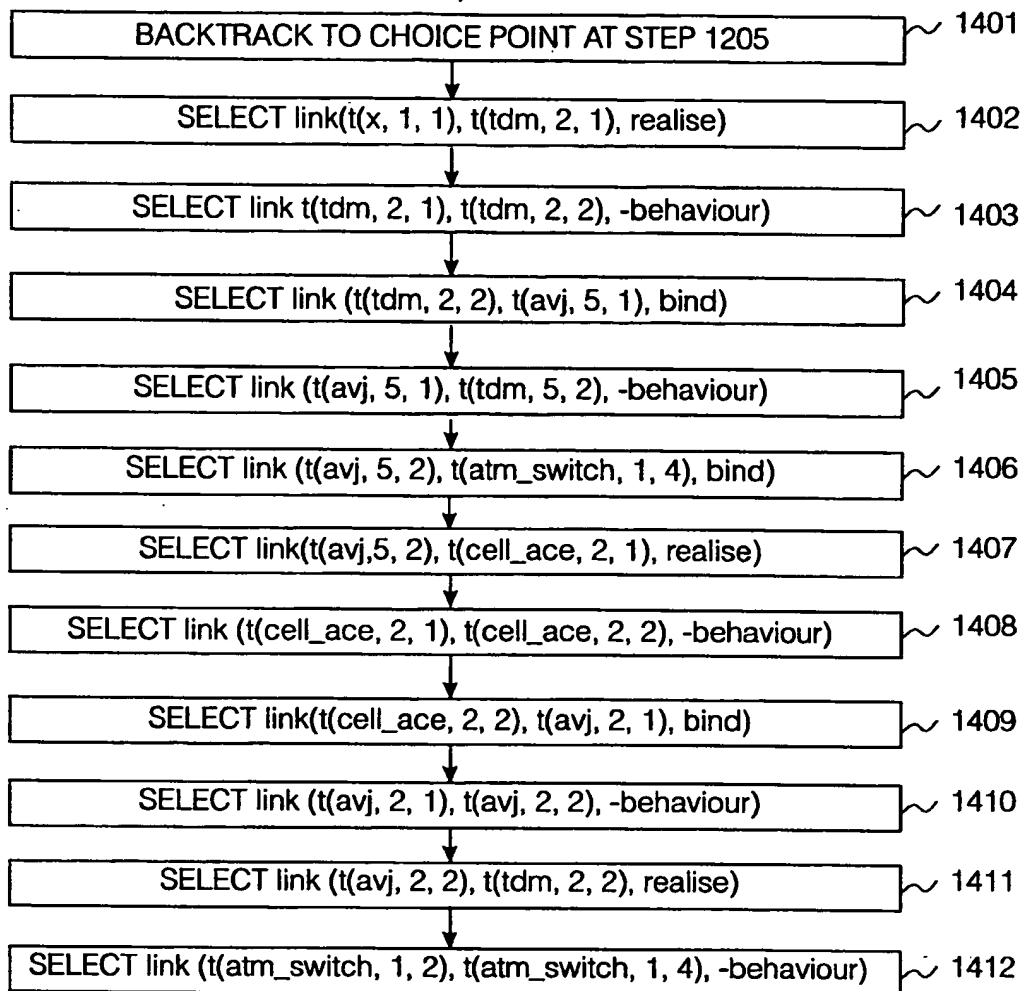 BACKTRACK TO CHOICE POINT AT STEP 1205 1401
SELECT link(t(x, 1, 1), t(tdm, 2, 1), realise) 1402
SELECT link t(tdm, 2, 1), t(tdm, 2, 2), -behaviour) 1403
SELECT link (t(tdm, 2, 2), t(avj, 5, 1), bind) 1404
SELECT link (t(avj, 5, 1), t(tdm, 5, 2), -behaviour) 1405
SELECT link (t(avj, 5, 2), t(atm_switch, 1, 4), bind) 1406
SELECT link(t(avj,5, 2), t(cell_ace, 2, 1), realise) 1407
SELECT link (t(cell_ace, 2, 1), t(cell_ace, 2, 2), -behaviour) 1408
SELECT link(t(cell_ace, 2, 2), t(avj, 2, 1), bind) 1409
SELECT link (t(avj, 2, 1), t(avj, 2, 2), -behaviour) 1410
SELECT link (t(avj, 2, 2), t(tdm, 2, 2), realise) 1411
SELECT link (t(atm_switch, 1, 2), t(atm_switch, 1, 4), -behaviour) 1412